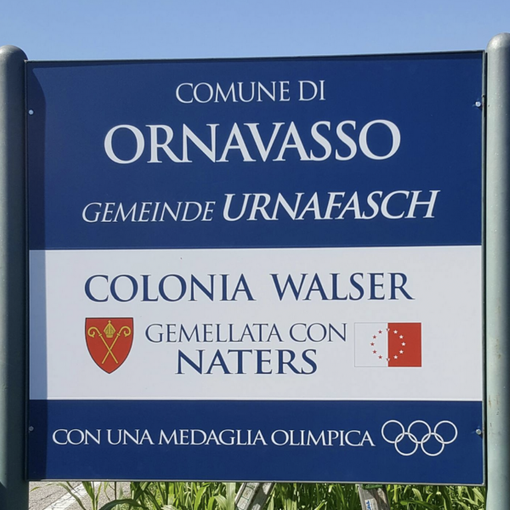 COMUNE DI
ORNAVASSO
GEMEINDE URNAFASCH
COLONIA WALSER
GEMELLATA CON
NATERS
CON UNA MEDAGLIA OLIMPICA